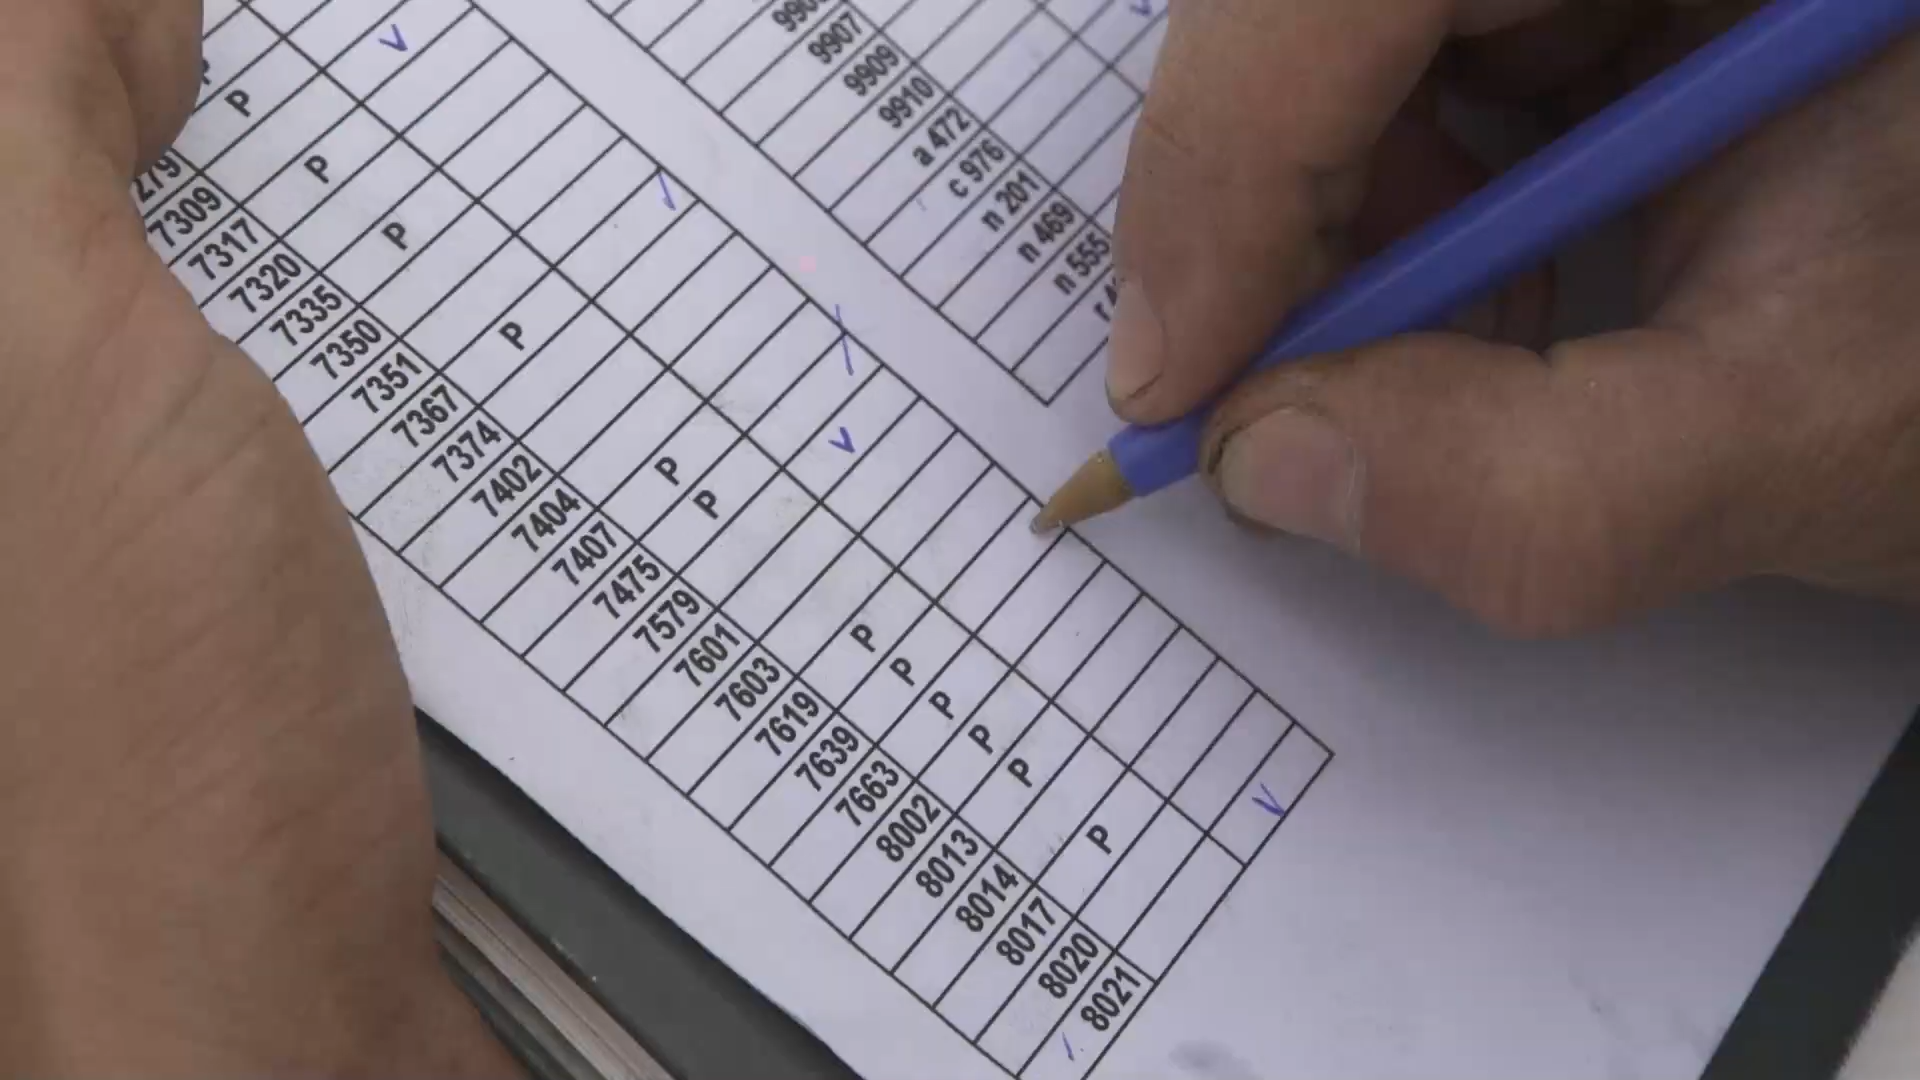 279 P
7309
7317 P
7320
7335 P
7350
7351
7367 P
7374
7402
7404
7407 P
7475 P
7579
7601
7603
7619 P
7639 P
7663 P
8002 P
8013 P
8014
8017 P
8020
8021
9907
9909
9910
a 472
c 976
n 201
n 469
n 555